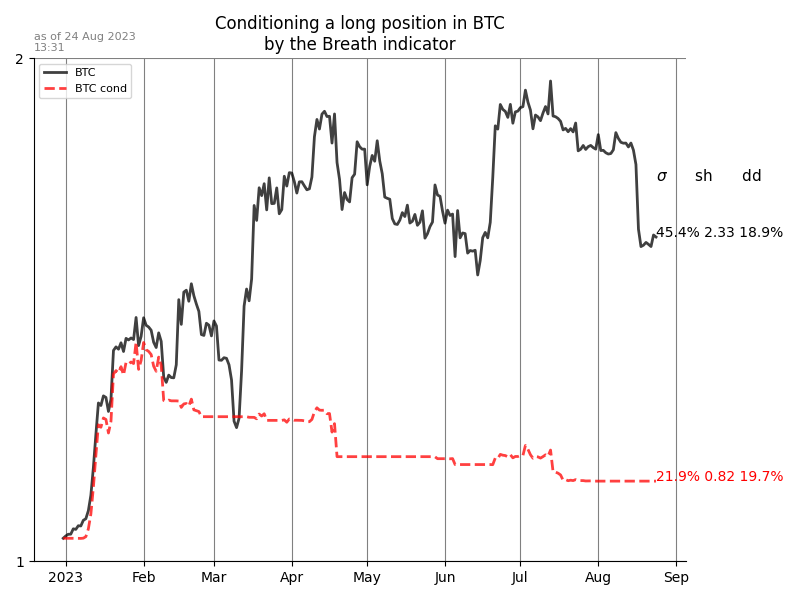 Conditioning a long position in BTC
by the Breath indicator
as of 24 Aug 2023
13:31
2
BTC
BTC cond
σ sh dd
45.4% 2.33 18.9%
21.9% 0.82 19.7%
1
2023 Feb Mar Apr May Jun Jul Aug Sep